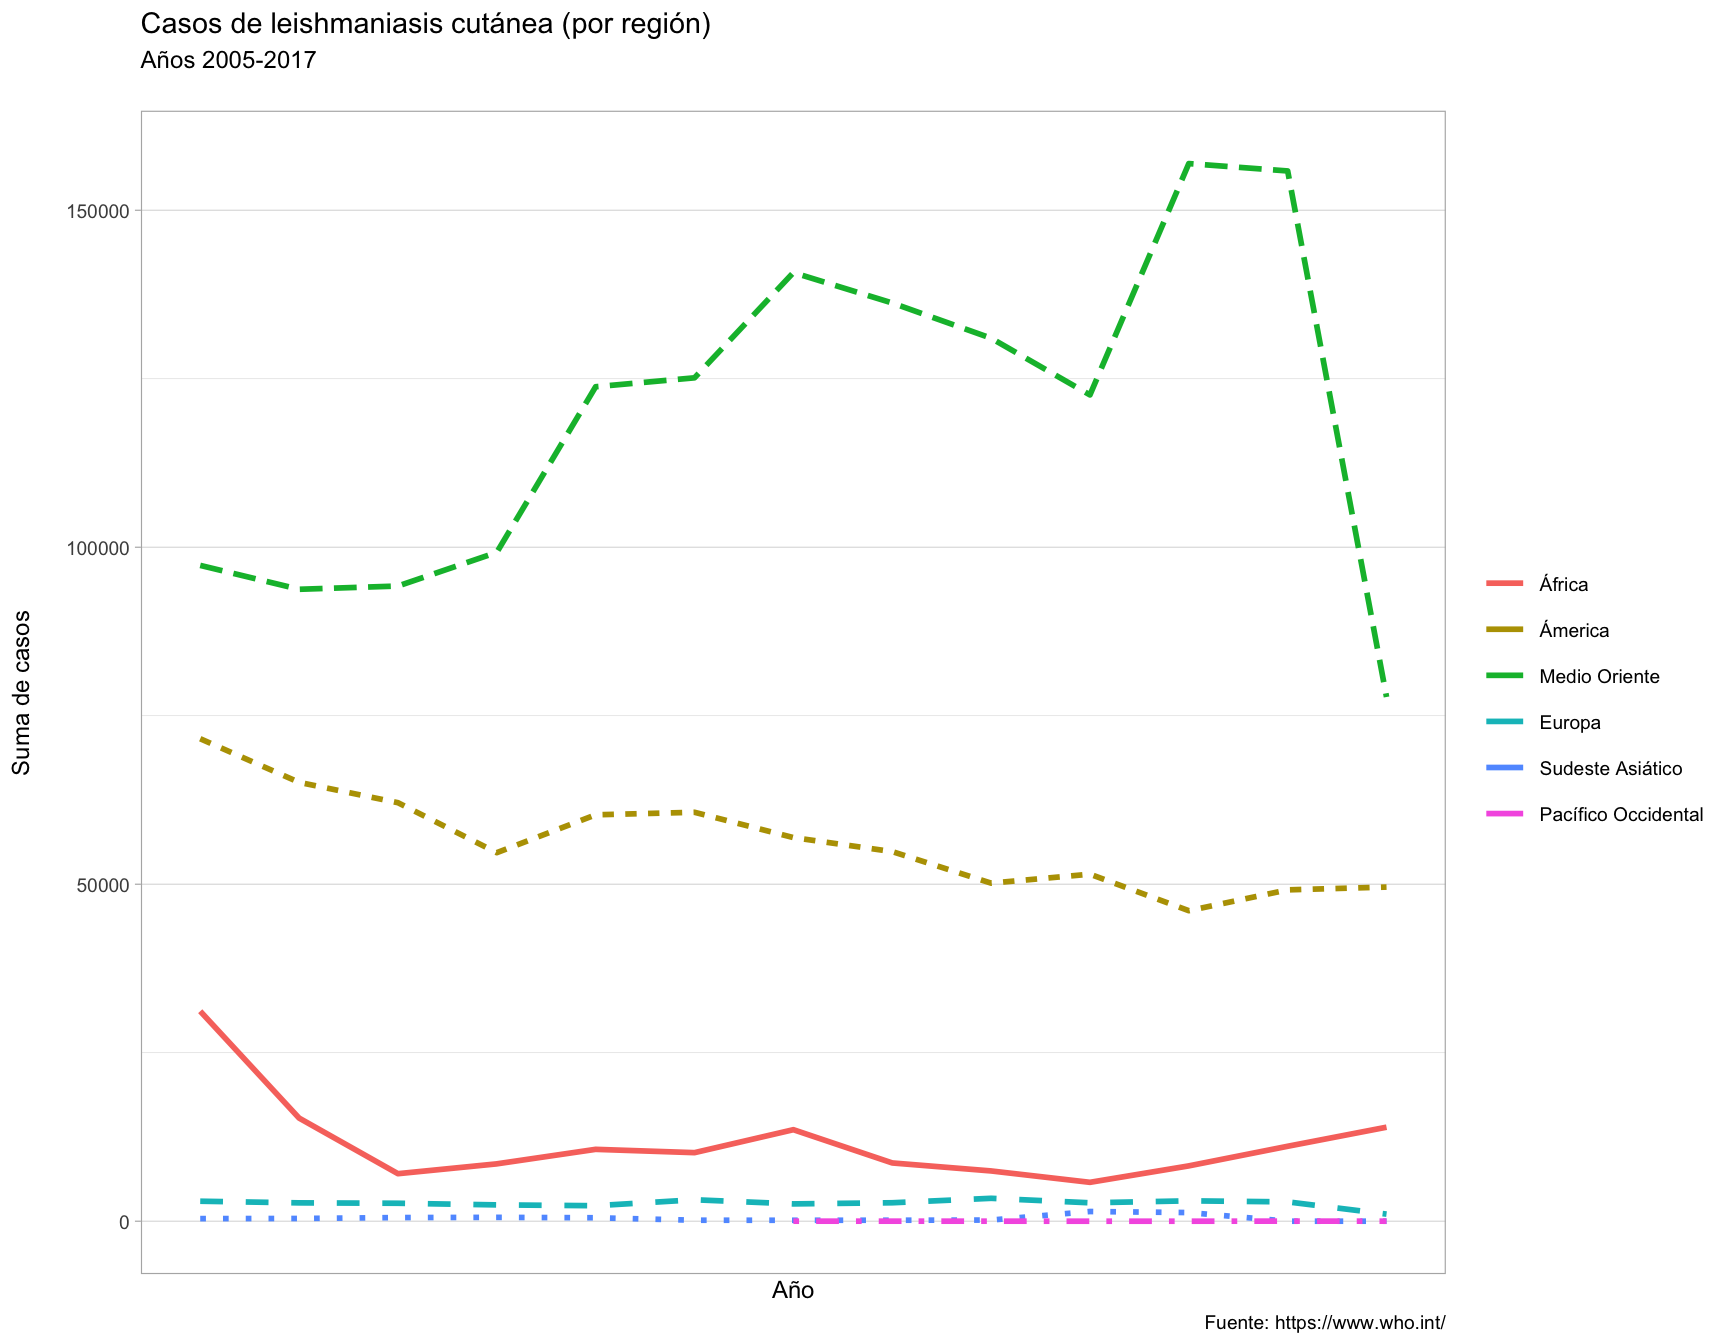 Casos de leishmaniasis cutánea (por región)
Años 2005-2017
Suma de casos
150000
100000
50000
0
Año
África
Ámerica
Medio Oriente
Europa
Sudeste Asiático
Pacífico Occidental
Fuente: https://www.who.int/